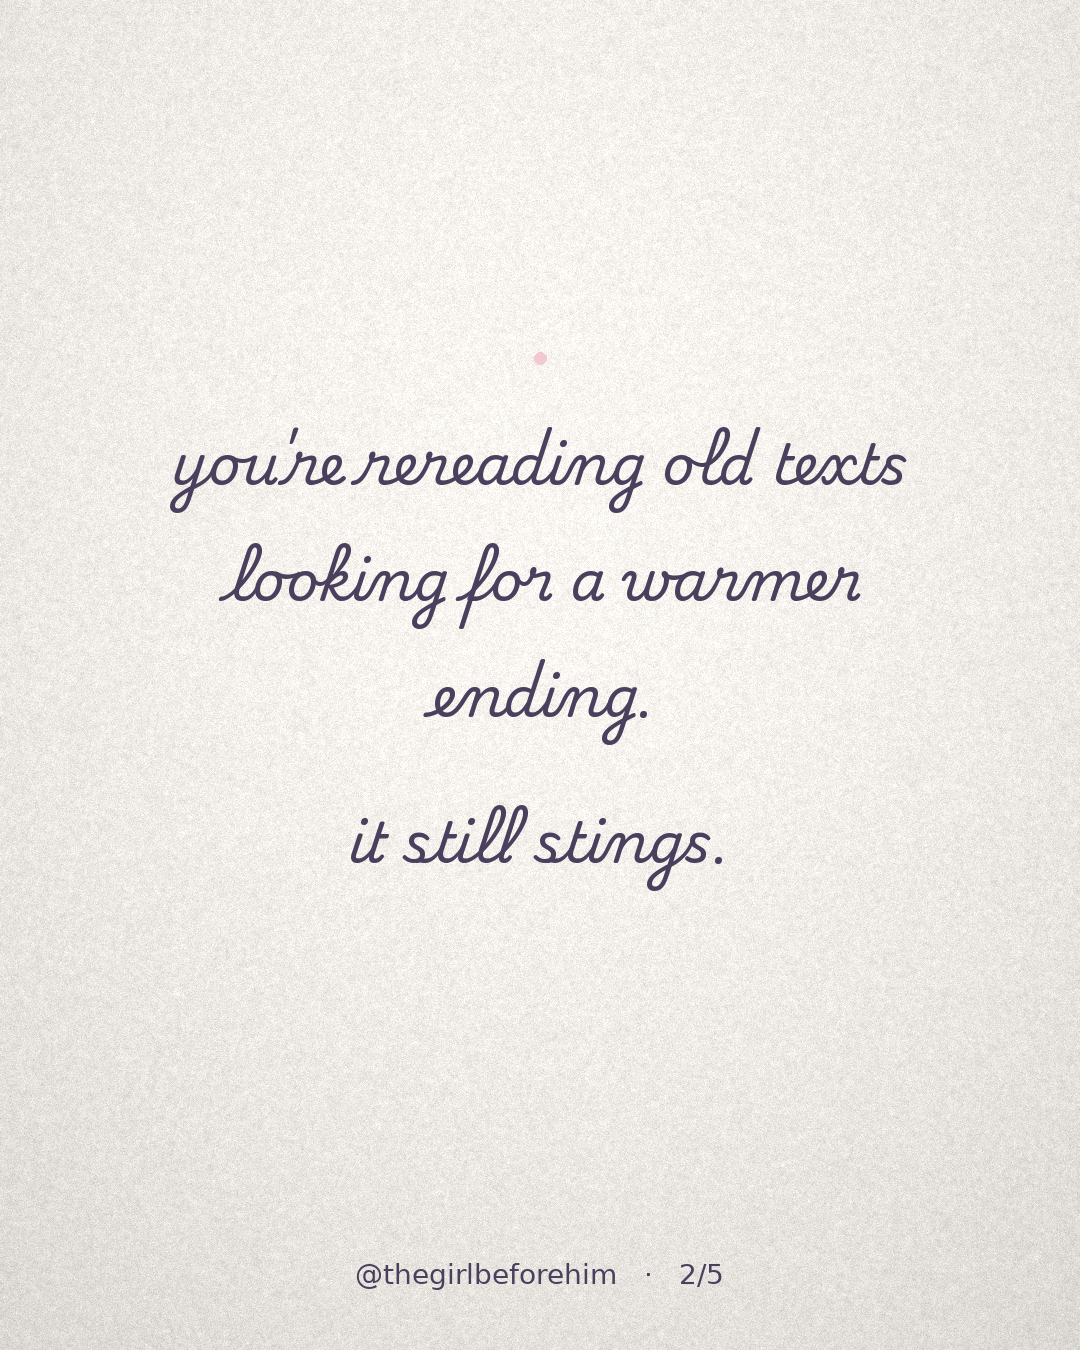 you're rereading old texts
looking for a warmer
ending.
it still stings.
@thegirlbeforehim · 2/5